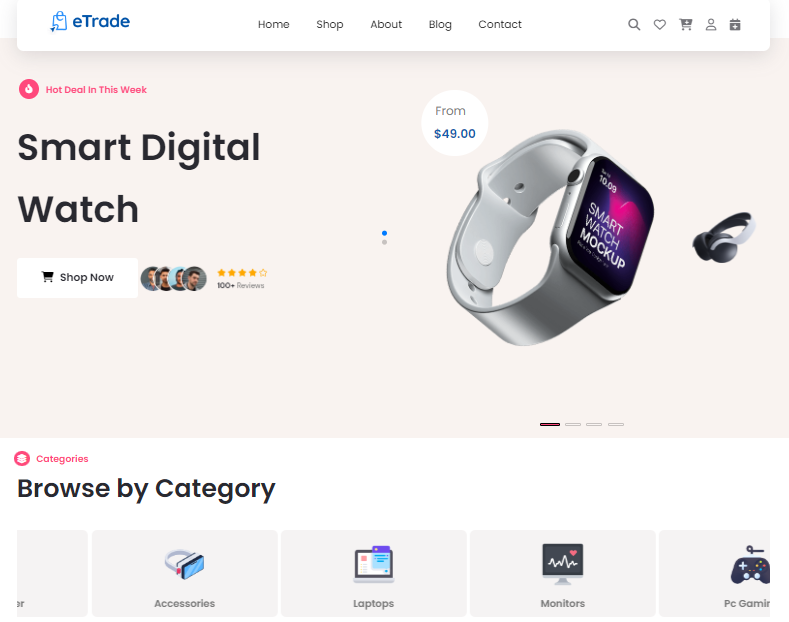 eTrade
Home Shop About Blog Contact
Hot Deal In This Week
Smart Digital
Watch
From
$49.00
10:09
SMART
WATCH
MOCKUP
Shop Now
100+ Reviews
Categories
Browse by Category
er
Accessories
Laptops
Monitors
Pc Gamin